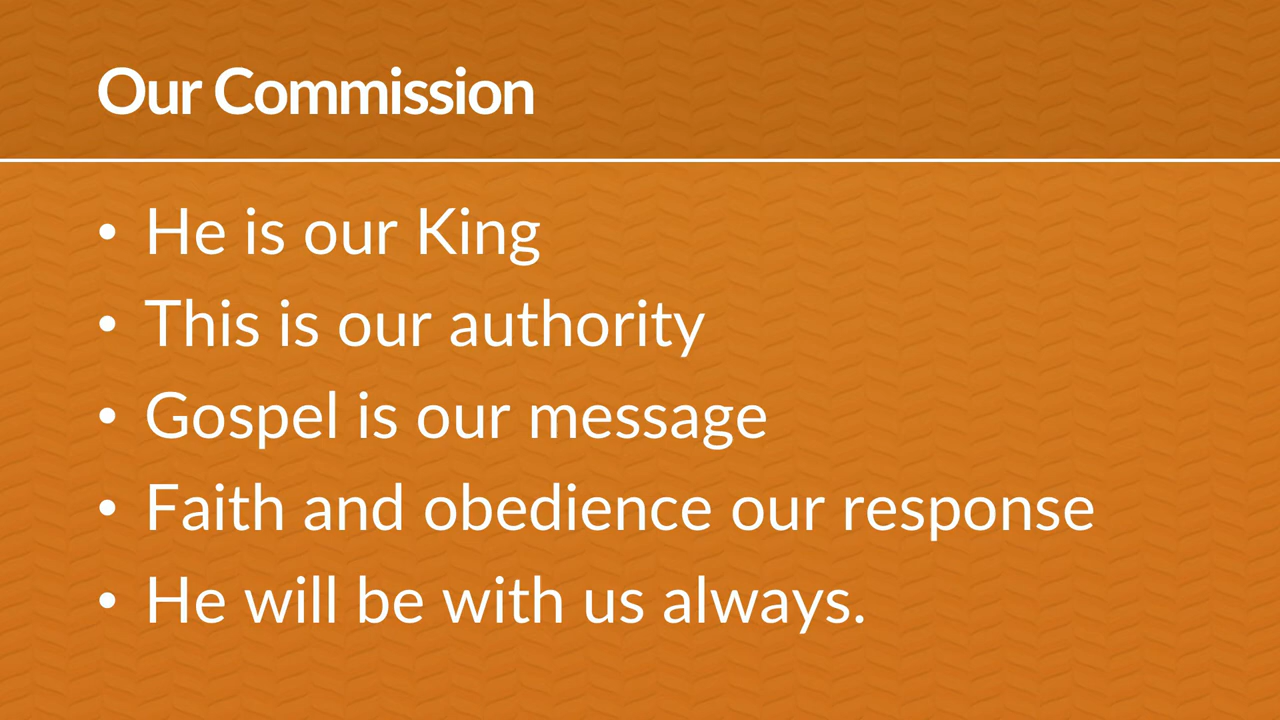 Our Commission
• He is our King
• This is our authority
• Gospel is our message
• Faith and obedience our response
• He will be with us always.